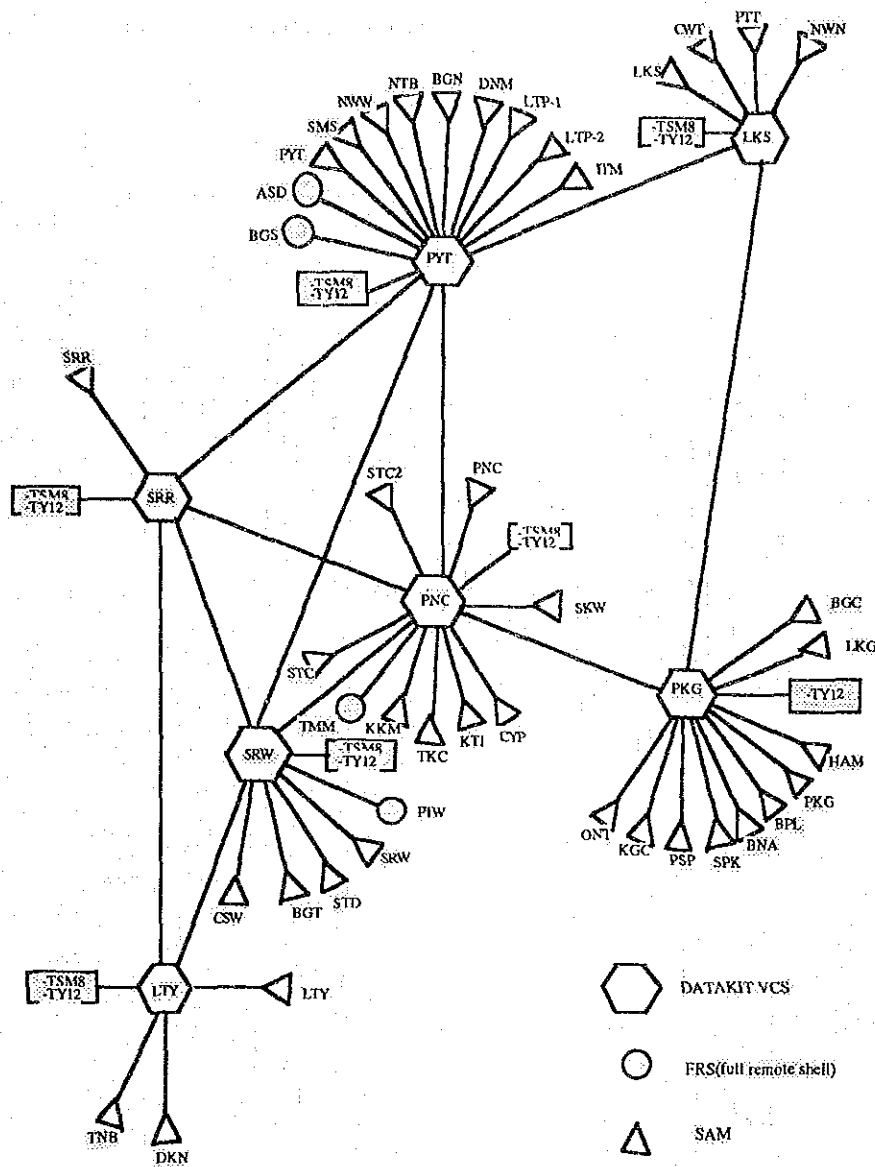 PTT
CWT
NWN
LKS
-TSM8
-TY12
LKS
BGN
DNM
NTB
NWW
LTP-1
SMS
LTP-2
PYT
ITM
ASD
BGS
PYT
-TSM8
-TY12
SRR
STC2
PNC
-TSM8
-TY12
SRR
-TSM8
-TY12
PNC
SKW
BGC
LKG
STC
PKG
-TY12
TMM
KKM
TKC
KTI
CYP
SRW
-TSM8
-TY12
HAM
PKG
BPL
BNA
SPK
PSP
KGC
ONT
PIW
SRW
STD
BGT
CSW
-TSM8
-TY12
LTY
LTY
DATAKIT VCS
FRS(full remote shell)
TNB
DKN
SAM